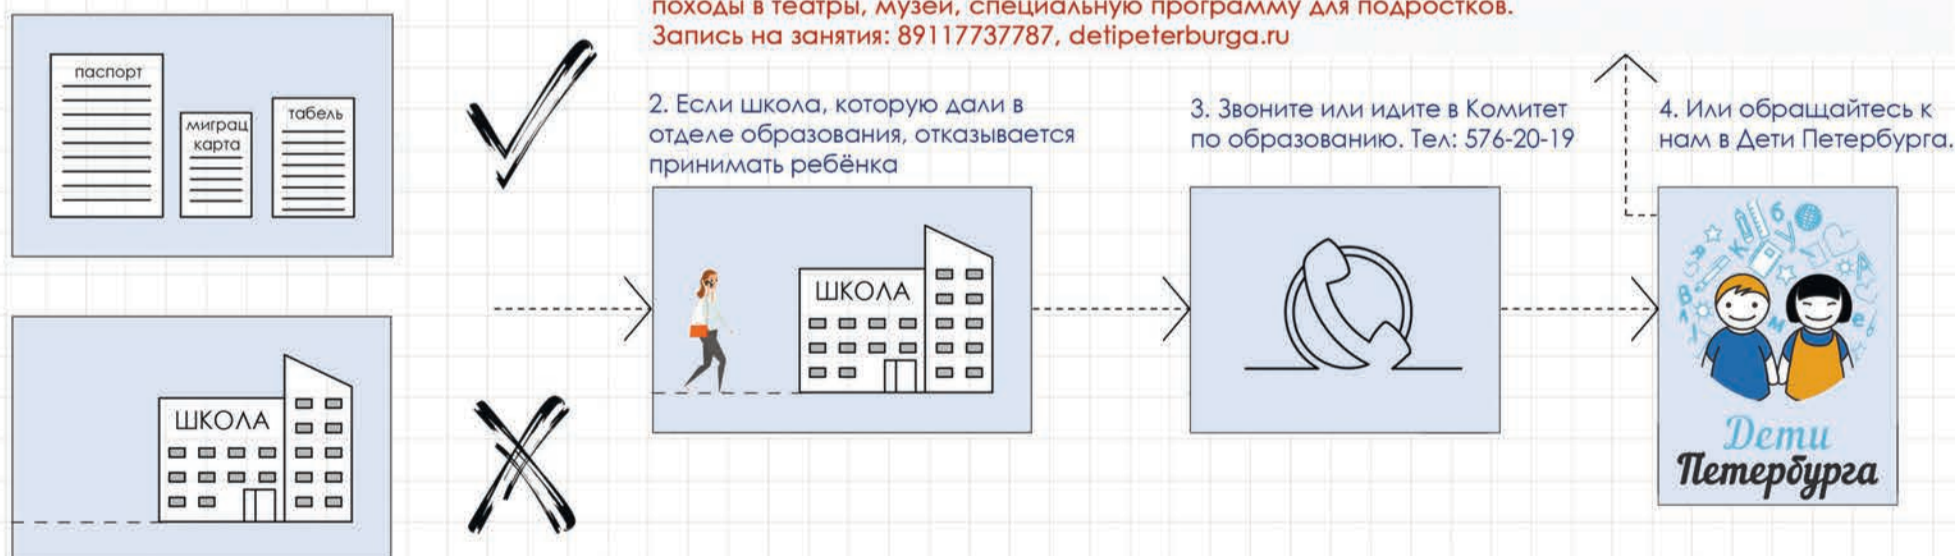 походы в театры, музеи, специальную программу для подростков.
Запись на занятия: 89117737787, detipeterburga.ru
паспорт
миграц
карта
табель
2. Если школа, которую дали в
отделе образования, отказывается
принимать ребёнка
3. Звоните или идите в Комитет
по образованию. Тел: 576-20-19
4. Или обращайтесь к
нам в Дети Петербурга.
ШКОЛА
ШКОЛА
Дети
Петербурга